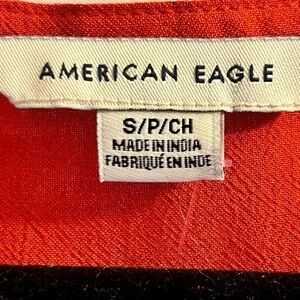 AMERICAN EAGLE
S/P/CH
MADE IN INDIA
FABRIQUÉ EN INDE